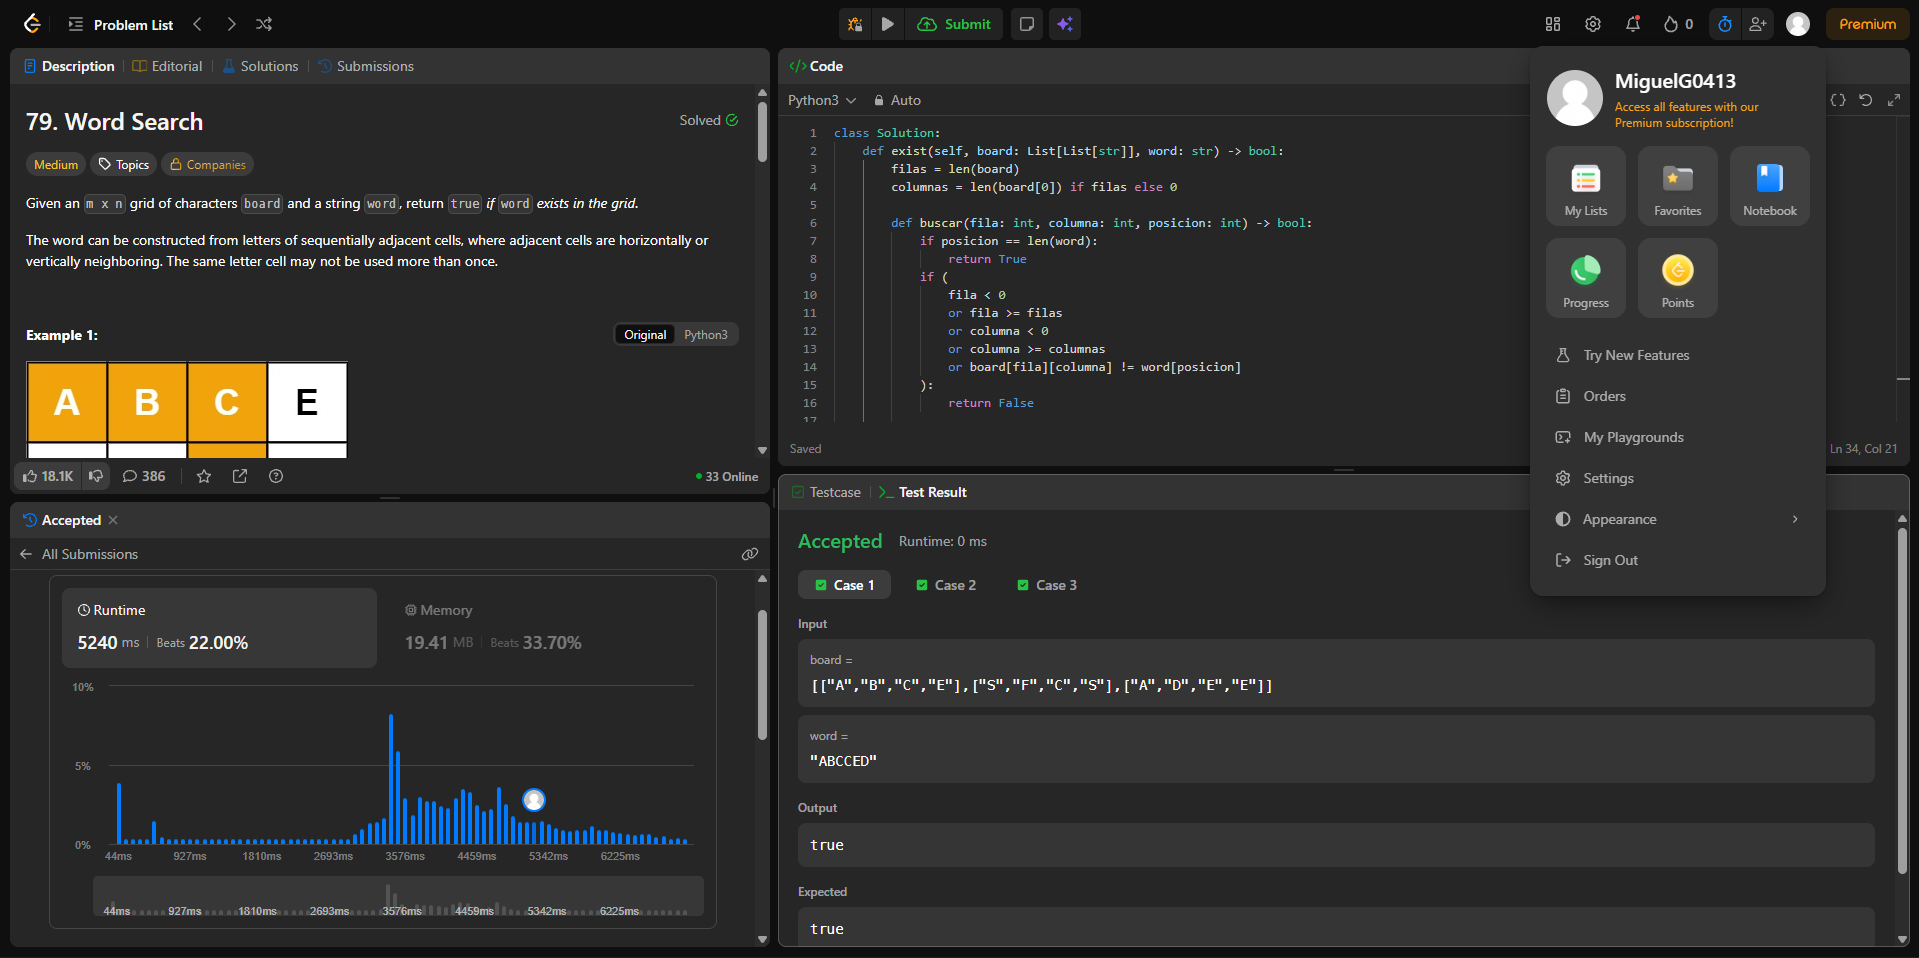 Problem List
Submit
0
Premium
Description
Editorial
Solutions
Submissions
79. Word Search
Solved
Medium
Topics
Companies
Given an m x n grid of characters board and a string word, return true if word exists in the grid.
The word can be constructed from letters of sequentially adjacent cells, where adjacent cells are horizontally or
vertically neighboring. The same letter cell may not be used more than once.
Example 1:
Original
Python3
A B C E
18.1K
386
33 Online
Accepted
All Submissions
Runtime
5240 ms | Beats 22.00%
Memory
19.41 MB | Beats 33.70%
10%
5%
0%
44ms 927ms 1810ms 2693ms 3576ms 4459ms 5342ms 6225ms
44ms 927ms 1810ms 2693ms 3576ms 4459ms 5342ms 6225ms
</> Code
Python3
Auto
1 class Solution:
2 def exist(self, board: List[List[str]], word: str) -> bool:
3 filas = len(board)
4 columnas = len(board[0]) if filas else 0
5
6 def buscar(fila: int, columna: int, posicion: int) -> bool:
7 if posicion == len(word):
8 return True
9 if (
10 fila < 0
11 or fila >= filas
12 or columna < 0
13 or columna >= columnas
14 or board[fila][columna] != word[posicion]
15 ):
16 return False
17
Saved
Ln 34, Col 21
Testcase
Test Result
Accepted
Runtime: 0 ms
Case 1
Case 2
Case 3
Input
board =
[["A","B","C","E"],["S","F","C","S"],["A","D","E","E"]]
word =
"ABCCED"
Output
true
Expected
true
MiguelG0413
Access all features with our
Premium subscription!
My Lists
Favorites
Notebook
Progress
Points
Try New Features
Orders
My Playgrounds
Settings
Appearance
Sign Out